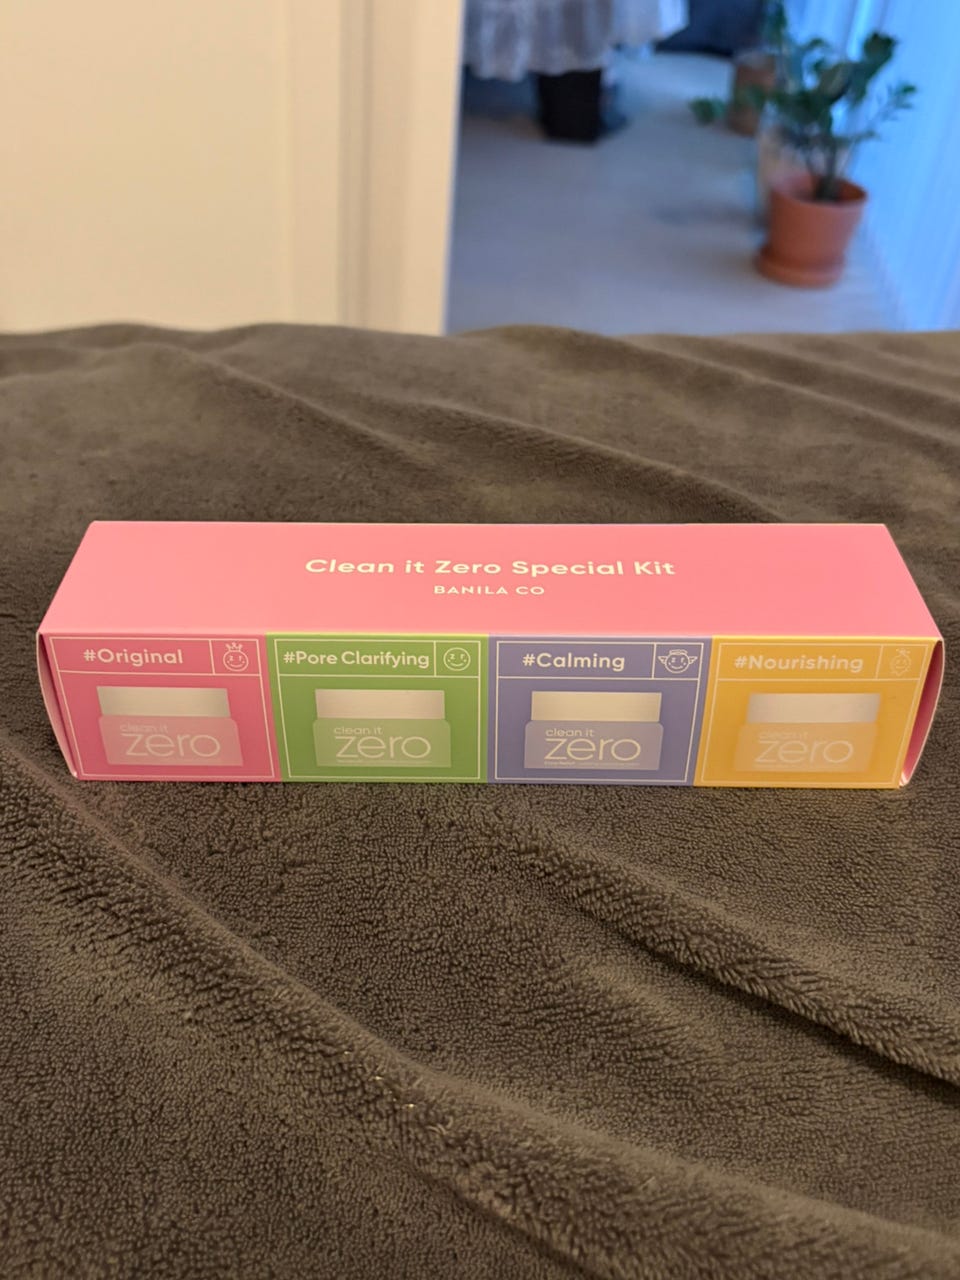 Clean it Zero Special Kit
BANILA CO
#Original
#Pore Clarifying
#Calming
#Nourishing
clean it
zero
clean it
zero
clean it
zero
clean it
zero